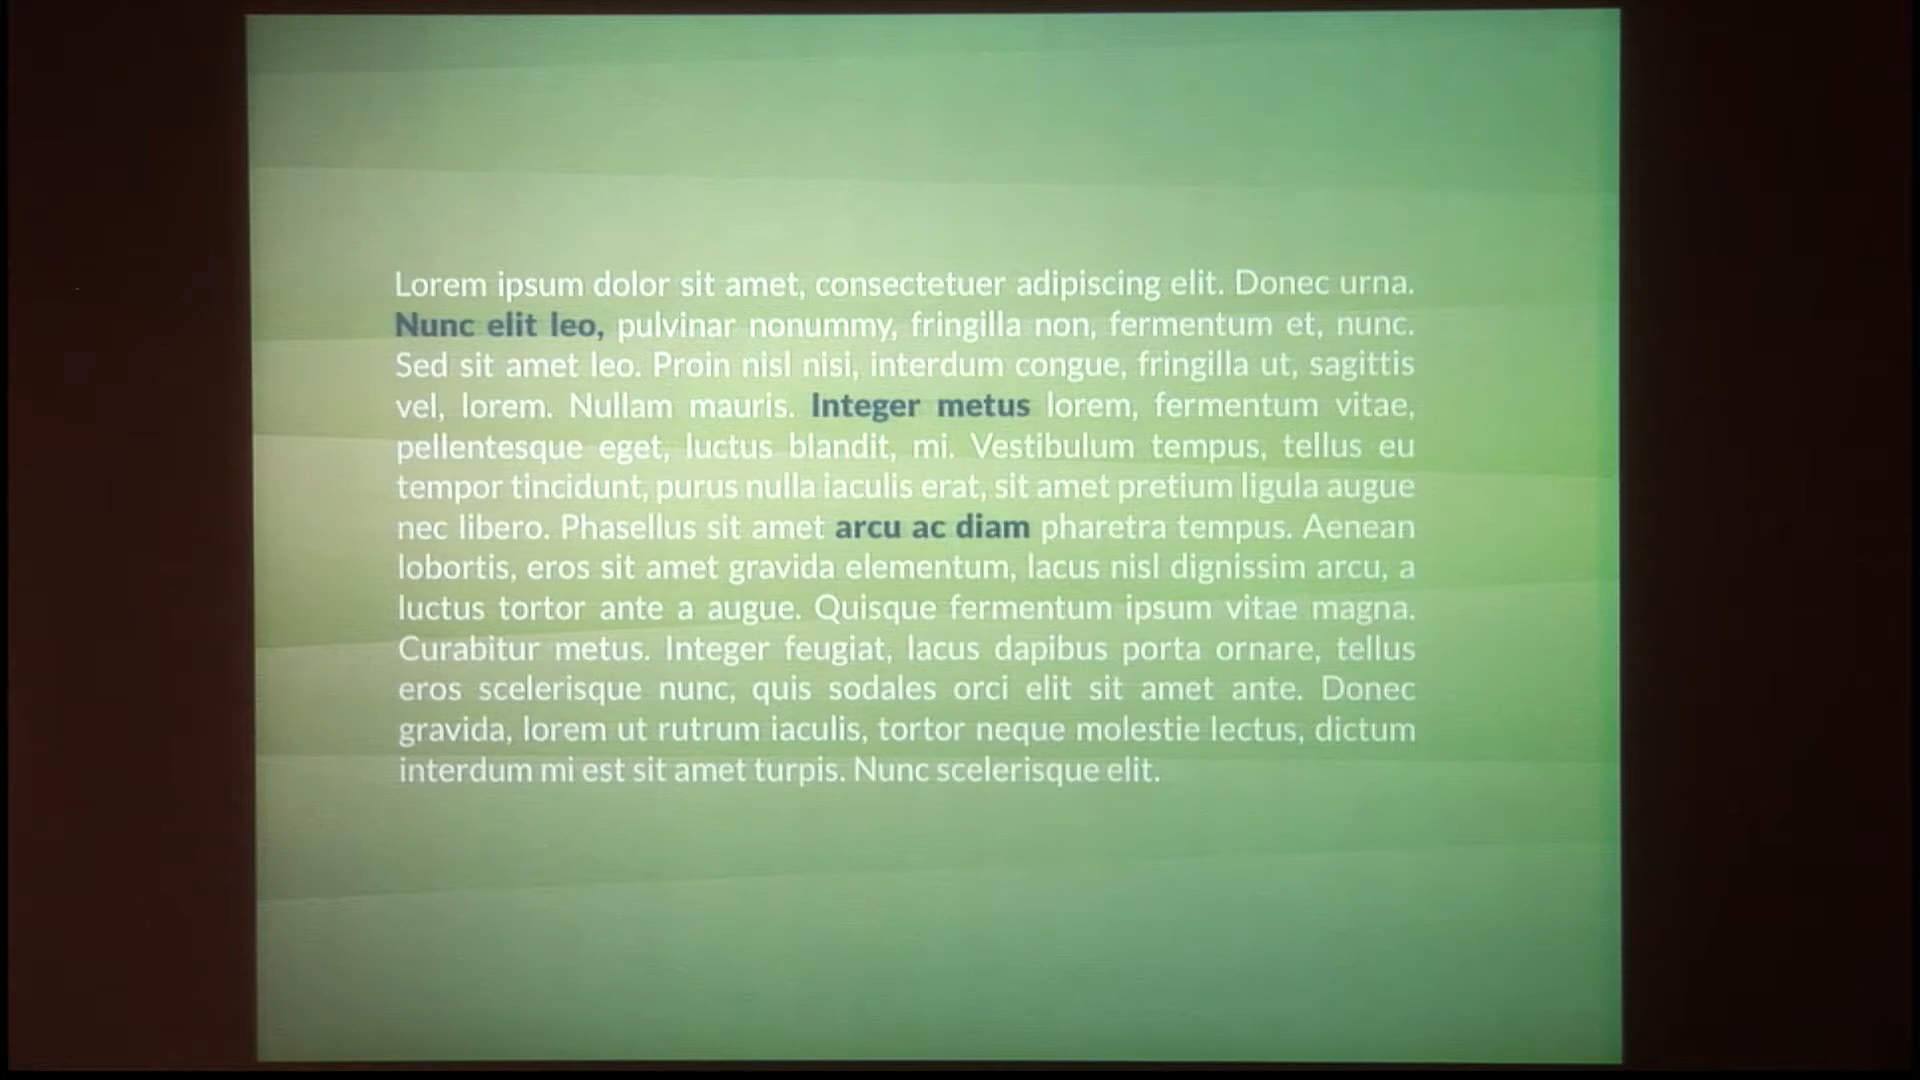 Lorem ipsum dolor sit amet, consectetuer adipiscing elit. Donec urna.
Nunc elit leo, pulvinar nonummy, fringilla non, fermentum et, nunc.
Sed sit amet leo. Proin nisl nisi, interdum congue, fringilla ut, sagittis
vel, lorem. Nullam mauris. Integer metus lorem, fermentum vitae,
pellentesque eget, luctus blandit, mi. Vestibulum tempus, tellus eu
tempor tincidunt, purus nulla iaculis erat, sit amet pretium ligula augue
nec libero. Phasellus sit amet arcu ac diam pharetra tempus. Aenean
lobortis, eros sit amet gravida elementum, lacus nisl dignissim arcu, a
luctus tortor ante a augue. Quisque fermentum ipsum vitae magna.
Curabitur metus. Integer feugiat, lacus dapibus porta ornare, tellus
eros scelerisque nunc, quis sodales orci elit sit amet ante. Donec
gravida, lorem ut rutrum iaculis, tortor neque molestie lectus, dictum
interdum mi est sit amet turpis. Nunc scelerisque elit.